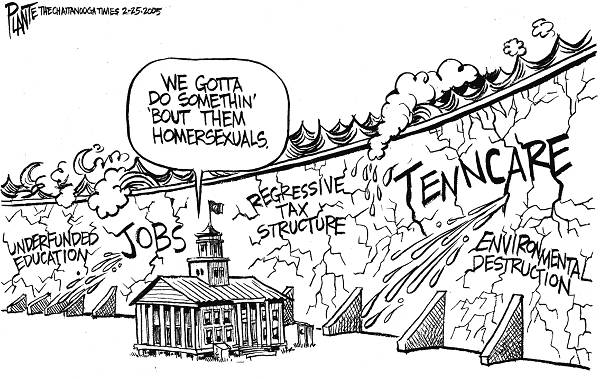 PLANTE THE CHATTANOOGA TIMES 2-25-2005
WE GOTTA
DO SOMETHIN'
'BOUT THEM
HOMERSEXUALS.
UNDERFUNDED
EDUCATION
JOBS
REGRESSIVE
TAX
STRUCTURE
TENNCARE
ENVIRONMENTAL
DESTRUCTION